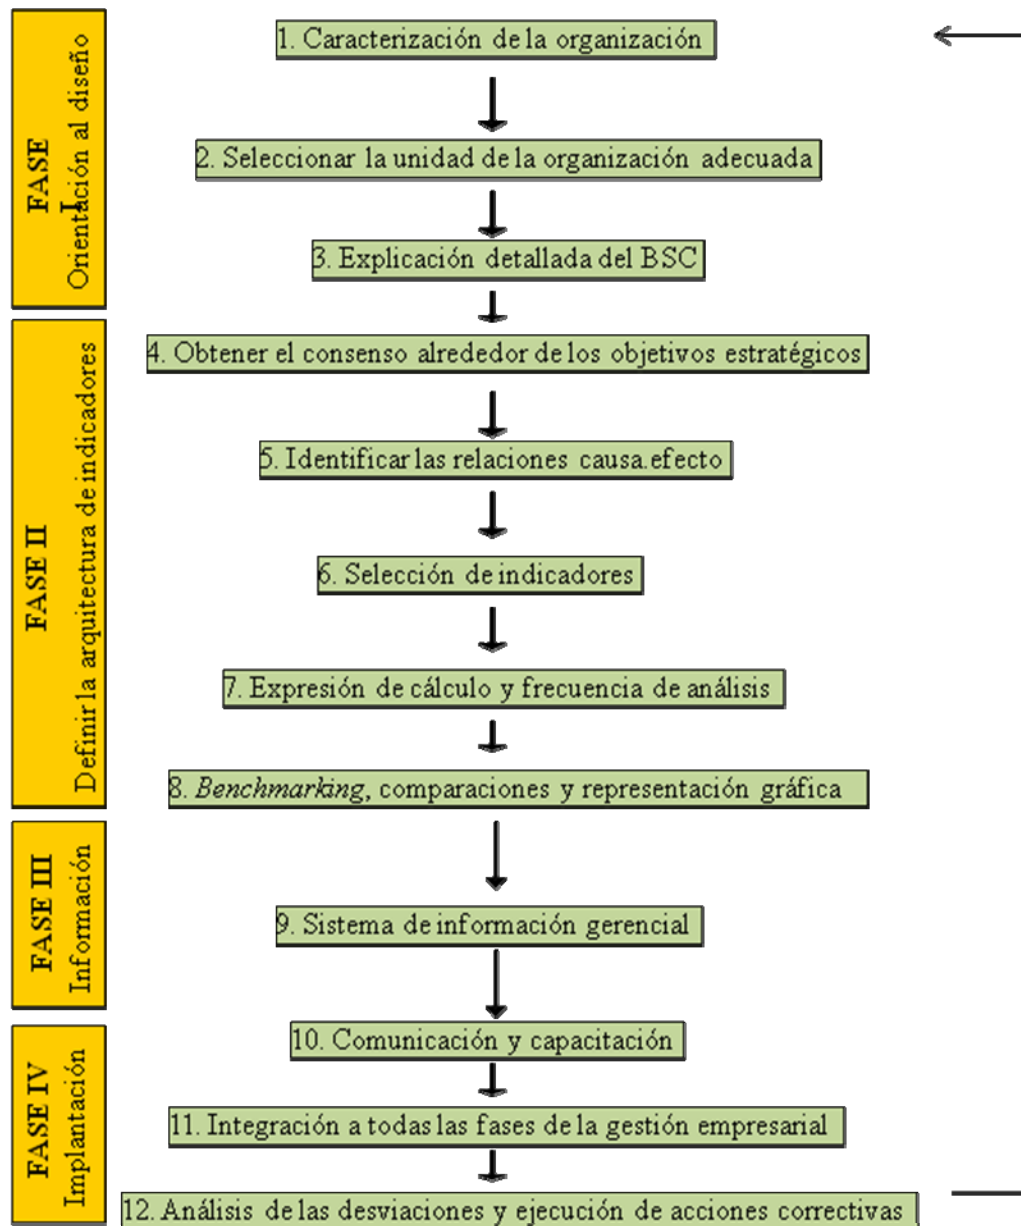 FASE
I
Orientación al diseño
1. Caracterización de la organización
2. Seleccionar la unidad de la organización adecuada
3. Explicación detallada del BSC
FASE II
Definir la arquitectura de indicadores
4. Obtener el consenso alrededor de los objetivos estratégicos
5. Identificar las relaciones causa.efecto
6. Selección de indicadores
7. Expresión de cálculo y frecuencia de análisis
8. Benchmarking, comparaciones y representación gráfica
FASE III
Información
9. Sistema de información gerencial
FASE IV
Implantación
10. Comunicación y capacitación
11. Integración a todas las fases de la gestión empresarial
12. Análisis de las desviaciones y ejecución de acciones correctivas